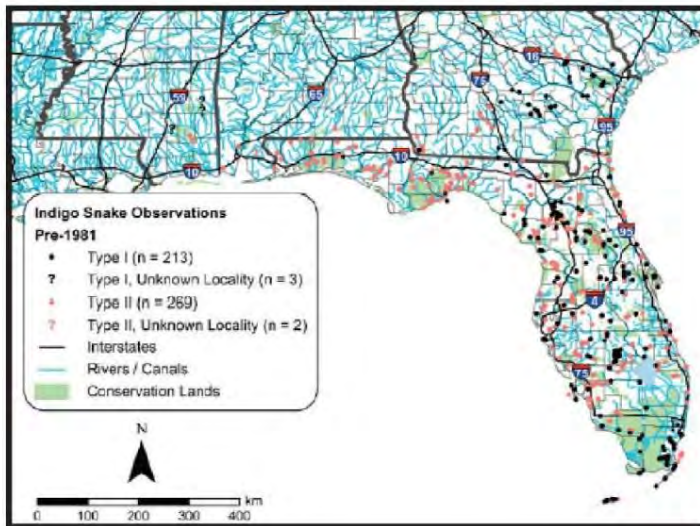 16
75
59
65
95
10
10
95
4
75
Indigo Snake Observations
Pre-1981
Type I (n = 213)
? Type I, Unknown Locality (n = 3)
Type II (n = 269)
? Type II, Unknown Locality (n = 2)
Interstates
Rivers / Canals
Conservation Lands
N
km
0 100 200 300 400